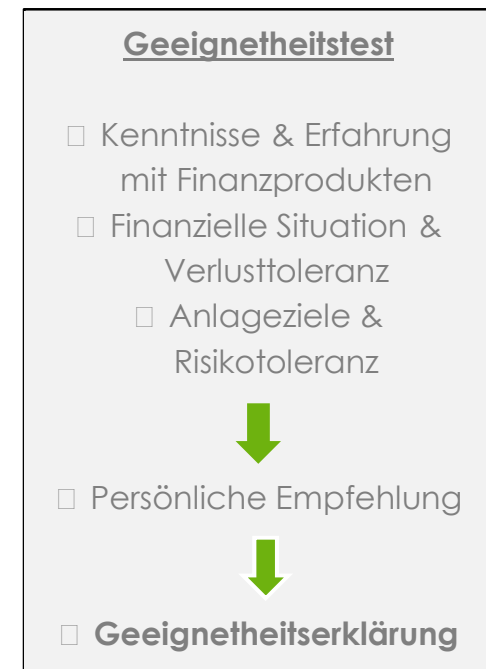 Geeignetheitstest
□ Kenntnisse & Erfahrung
mit Finanzprodukten
□ Finanzielle Situation &
Verlusttoleranz
□ Anlageziele &
Risikotoleranz
□ Persönliche Empfehlung
□ Geeignetheitserklärung